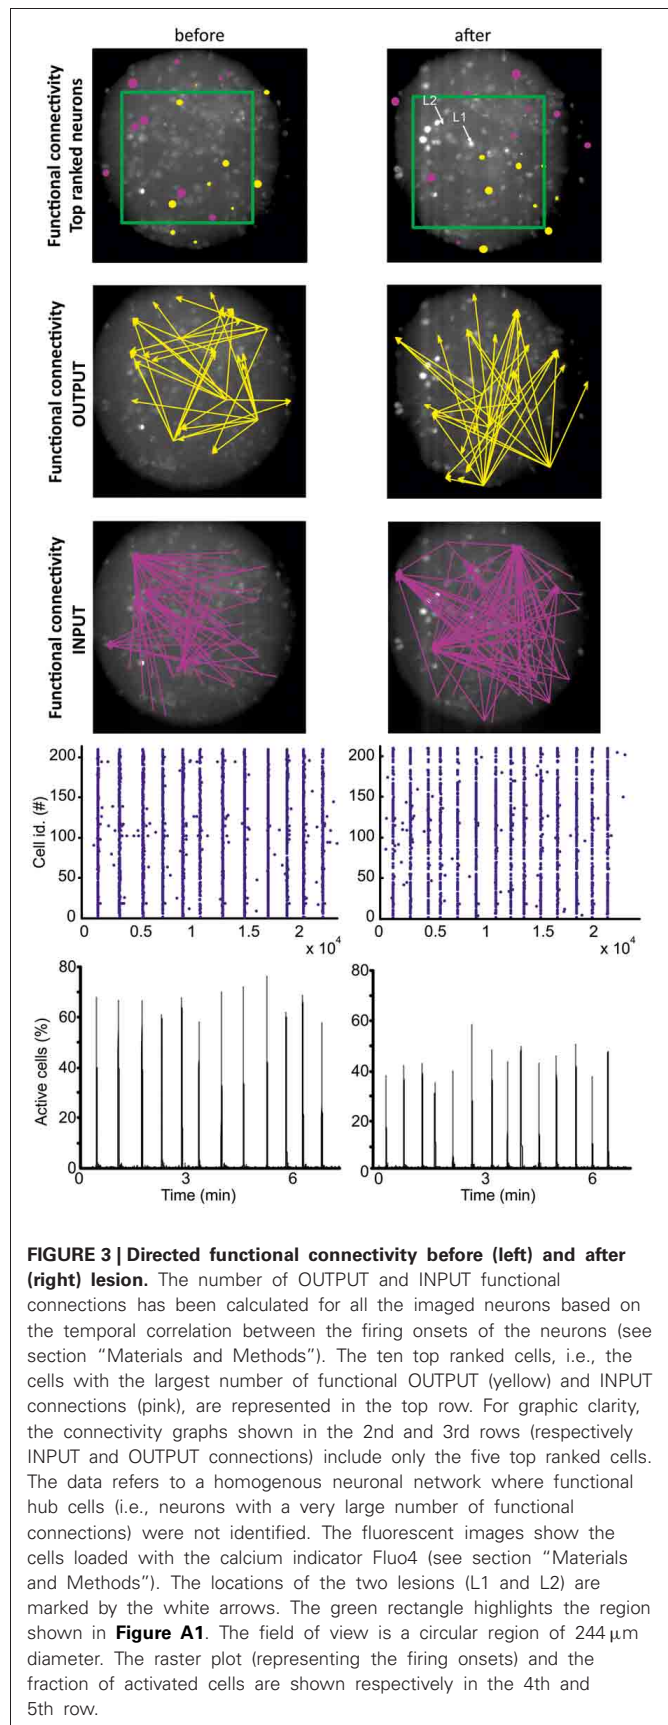 before
after
Functional connectivity
Top ranked neurons
L2
L1
Functional connectivity
OUTPUT
Functional connectivity
INPUT
Cell id. (#)
200
150
100
50
0
0 0.5 1 1.5 2
x 10⁴
200
150
100
50
0
0 0.5 1 1.5 2
x 10⁴
Active cells (%)
80
60
40
20
0
0 3 6
Time (min)
80
60
40
20
0
0 3 6
Time (min)
FIGURE 3 | Directed functional connectivity before (left) and after
(right) lesion. The number of OUTPUT and INPUT functional
connections has been calculated for all the imaged neurons based on
the temporal correlation between the firing onsets of the neurons (see
section “Materials and Methods”). The ten top ranked cells, i.e., the
cells with the largest number of functional OUTPUT (yellow) and INPUT
connections (pink), are represented in the top row. For graphic clarity,
the connectivity graphs shown in the 2nd and 3rd rows (respectively
INPUT and OUTPUT connections) include only the five top ranked cells.
The data refers to a homogenous neuronal network where functional
hub cells (i.e., neurons with a very large number of functional
connections) were not identified. The fluorescent images show the
cells loaded with the calcium indicator Fluo4 (see section “Materials
and Methods”). The locations of the two lesions (L1 and L2) are
marked by the white arrows. The green rectangle highlights the region
shown in Figure A1. The field of view is a circular region of 244 μm
diameter. The raster plot (representing the firing onsets) and the
fraction of activated cells are shown respectively in the 4th and
5th row.